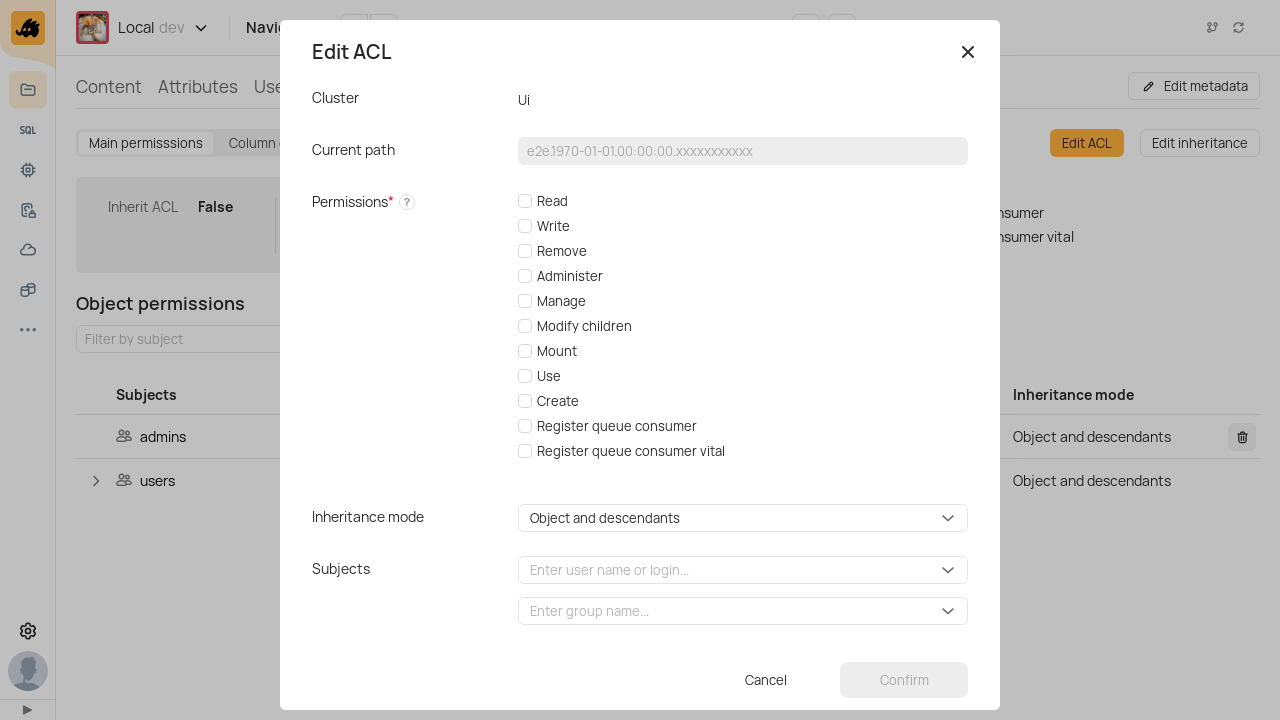 Local dev
Navi
Edit ACL
Content Attributes Use
Edit metadata
Cluster
Ui
SQL
Main permisssions
Column
Edit ACL
Edit inheritance
Current path
e2e.1970-01-01.00:00:00.xxxxxxxxxxx
Inherit ACL False
Permissions* ?
Read
Write
Remove
Administer
Manage
Modify children
Mount
Use
Create
Register queue consumer
Register queue consumer vital
nsumer
nsumer vital
Object permissions
Filter by subject
Subjects
Inheritance mode
admins
Object and descendants
users
Object and descendants
Inheritance mode
Object and descendants
Subjects
Enter user name or login...
Enter group name...
Cancel
Confirm